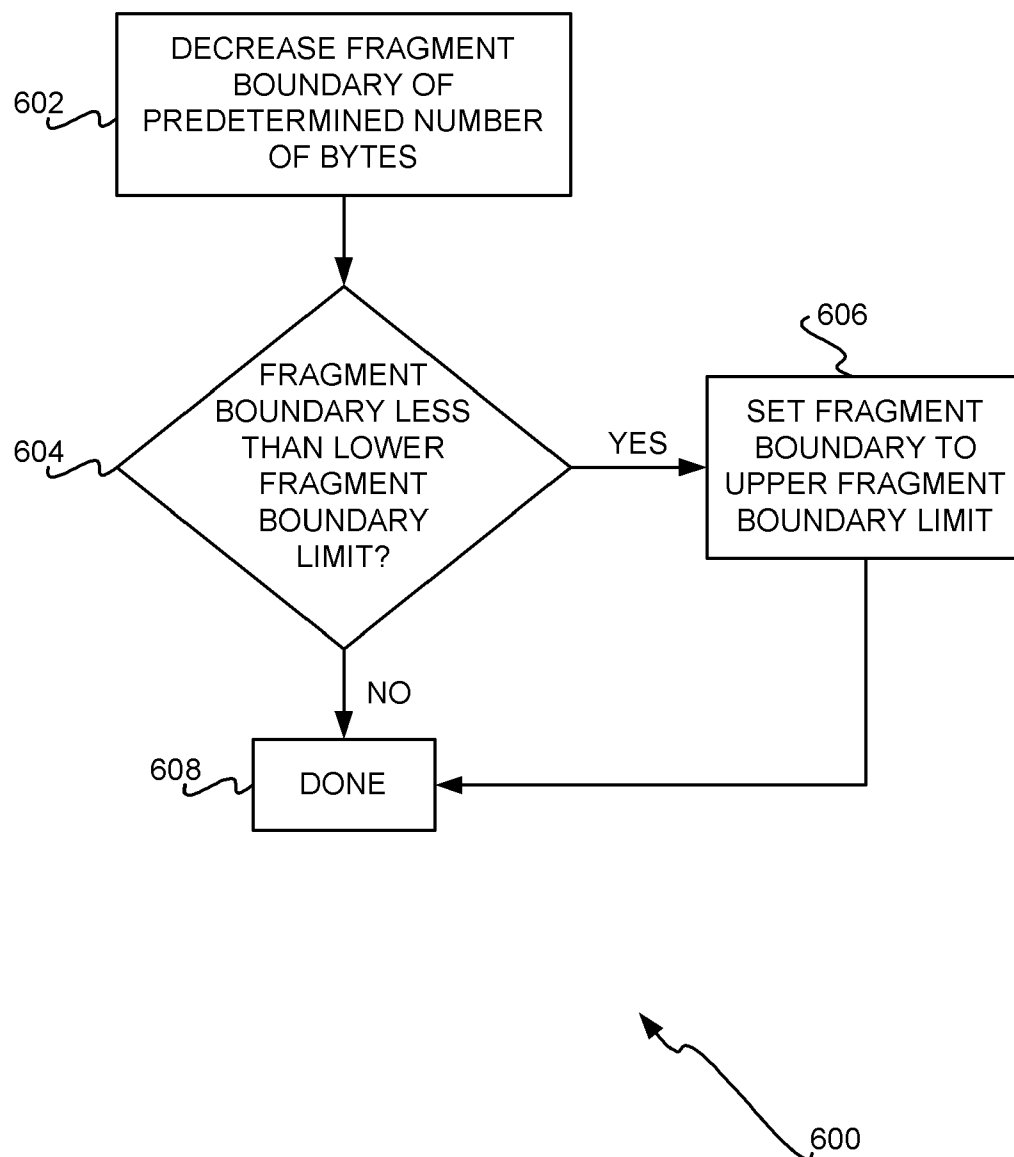 602
DECREASE FRAGMENT
BOUNDARY OF
PREDETERMINED NUMBER
OF BYTES
604
FRAGMENT
BOUNDARY LESS
THAN LOWER
FRAGMENT
BOUNDARY
LIMIT?
YES
606
SET FRAGMENT
BOUNDARY TO
UPPER FRAGMENT
BOUNDARY LIMIT
NO
608
DONE
600